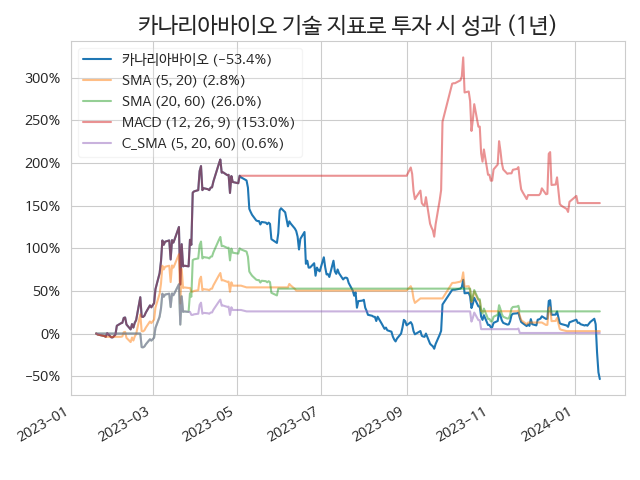 카나리아바이오 기술 지표로 투자 시 성과 (1년)
카나리아바이오 (−53.4%)
SMA (5, 20) (2.8%)
SMA (20, 60) (26.0%)
MACD (12, 26, 9) (153.0%)
C_SMA (5, 20, 60) (0.6%)
300%
250%
200%
150%
100%
50%
0%
−50%
2023-01
2023-03
2023-05
2023-07
2023-09
2023-11
2024-01